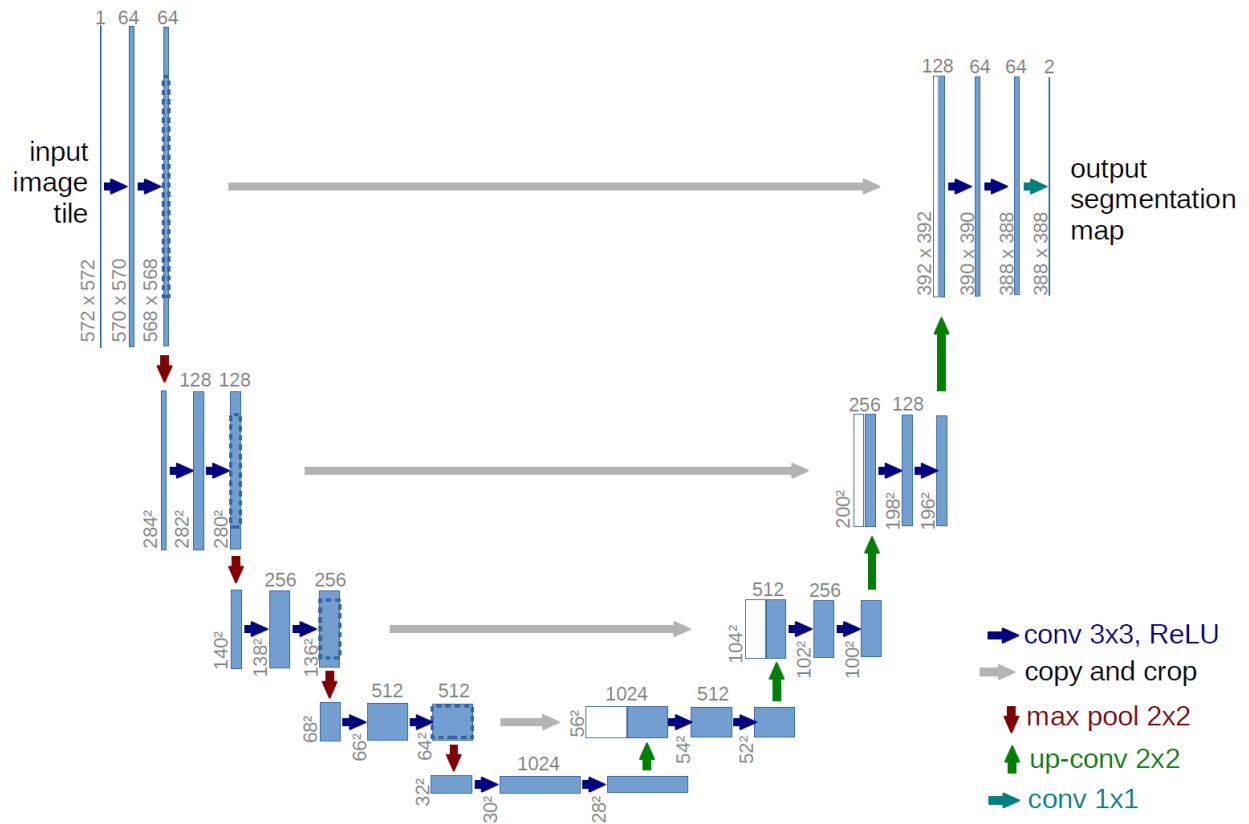 1 64 64
128 64 64 2
input
image
tile
output
segmentation
map
572 x 572
570 x 570
568 x 568
392 x 392
390 x 390
388 x 388
388 x 388
128 128
256 128
284²
282²
280²
200²
198²
196²
256 256
512 256
140²
138²
136²
104²
102²
100²
512 512
1024 512
68²
66²
64²
56²
54²
52²
1024
32²
30²
28²
conv 3x3, ReLU
copy and crop
max pool 2x2
up-conv 2x2
conv 1x1